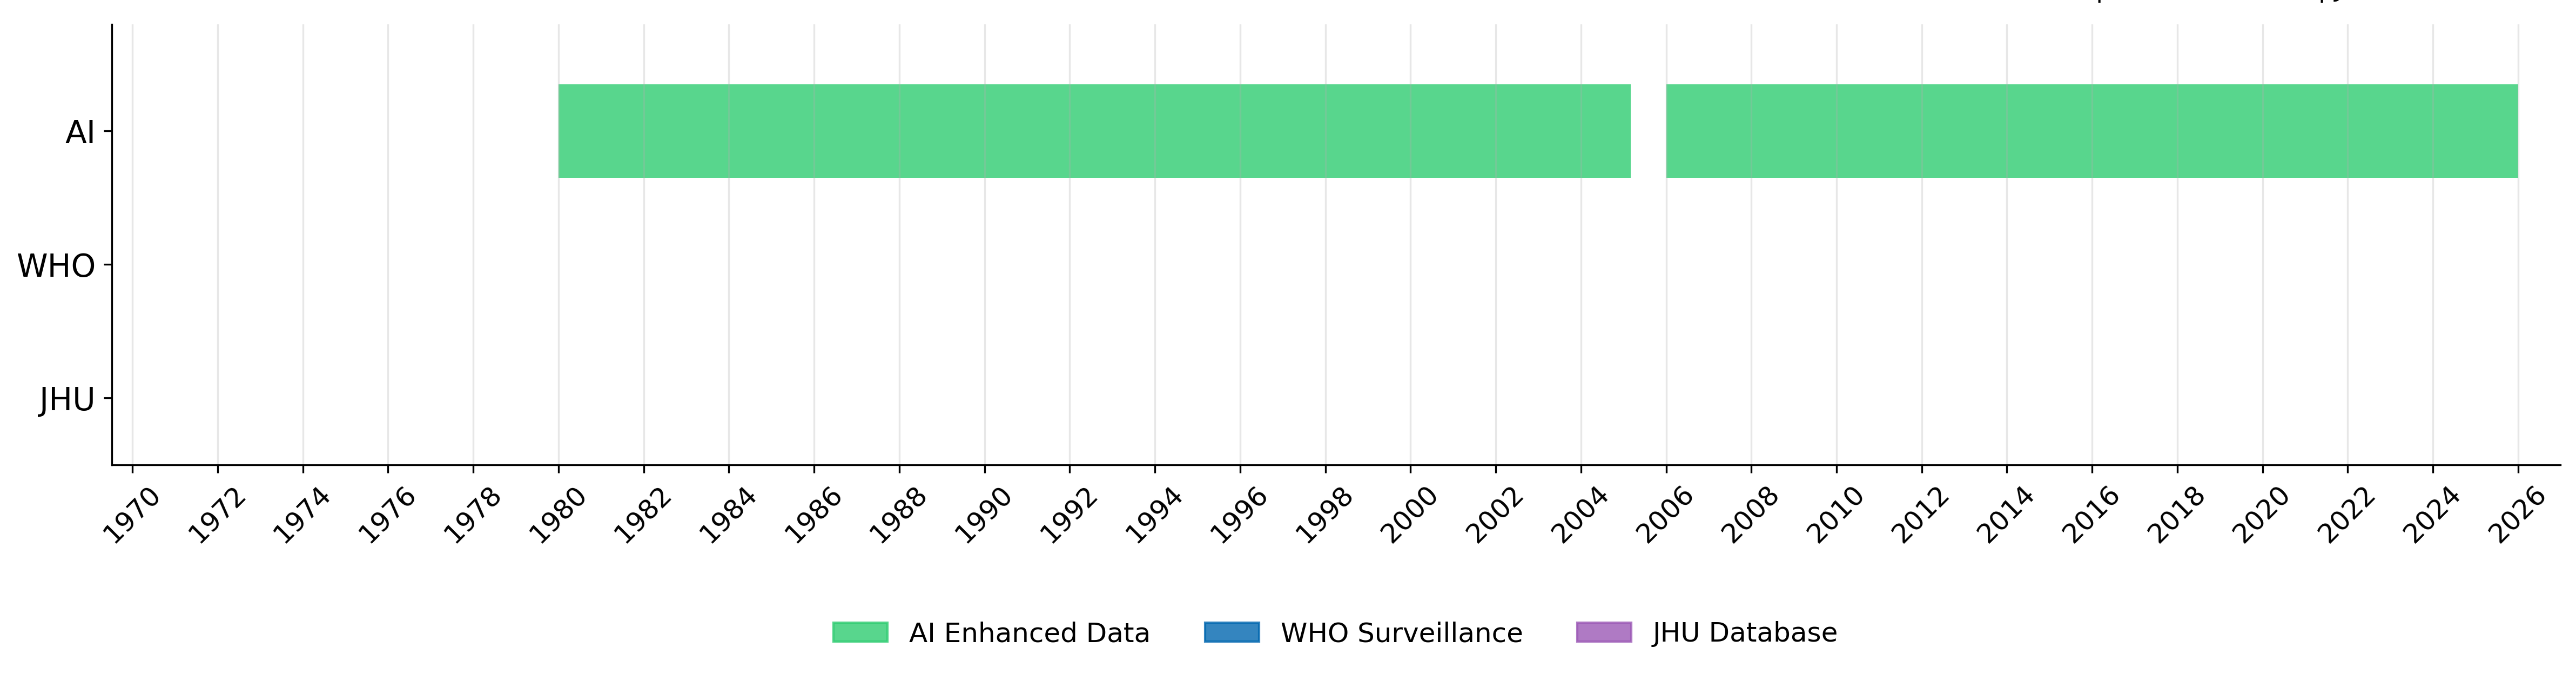 AI
WHO
JHU
1970 1972 1974 1976 1978 1980 1982 1984 1986 1988 1990 1992 1994 1996 1998 2000 2002 2004 2006 2008 2010 2012 2014 2016 2018 2020 2022 2024 2026
AI Enhanced Data WHO Surveillance JHU Database